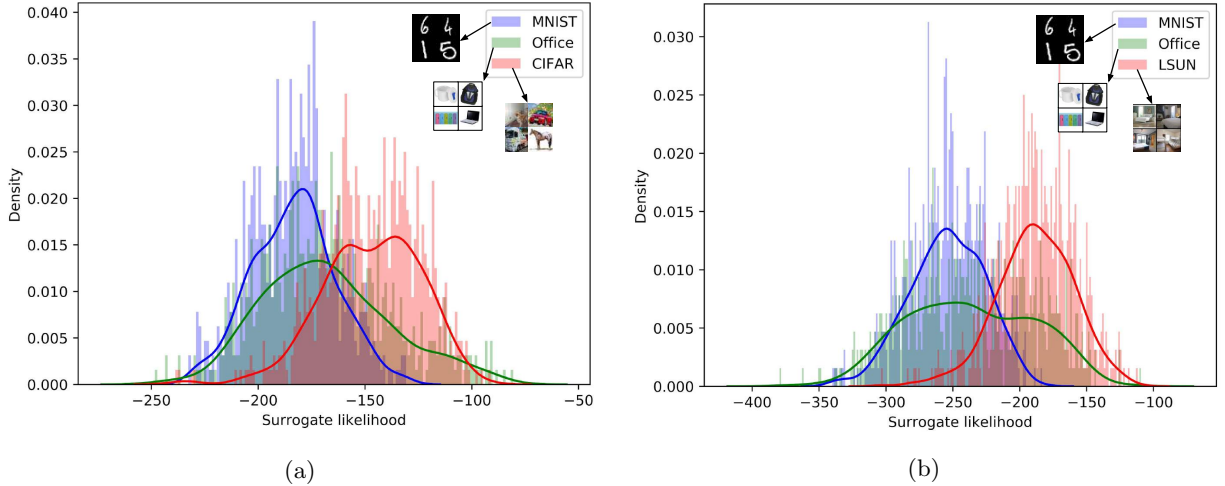 0.040
0.035
0.030
0.025
0.020
0.015
0.010
0.005
0.000
Density
−250
−200
−150
−100
−50
Surrogate likelihood
MNIST
Office
CIFAR
6 4
1 5
(a)
0.030
0.025
0.020
0.015
0.010
0.005
0.000
Density
−400
−350
−300
−250
−200
−150
−100
Surrogate likelihood
MNIST
Office
LSUN
6 4
1 5
(b)